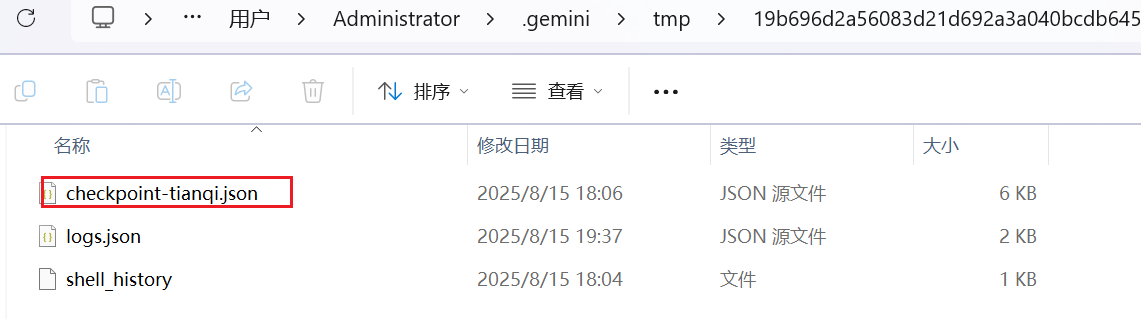 ··· 用户 > Administrator > .gemini > tmp > 19b696d2a56083d21d692a3a040bcdb645
排序 查看 ···
名称 修改日期 类型 大小
checkpoint-tianqi.json 2025/8/15 18:06 JSON 源文件 6 KB
logs.json 2025/8/15 19:37 JSON 源文件 2 KB
shell_history 2025/8/15 18:04 文件 1 KB